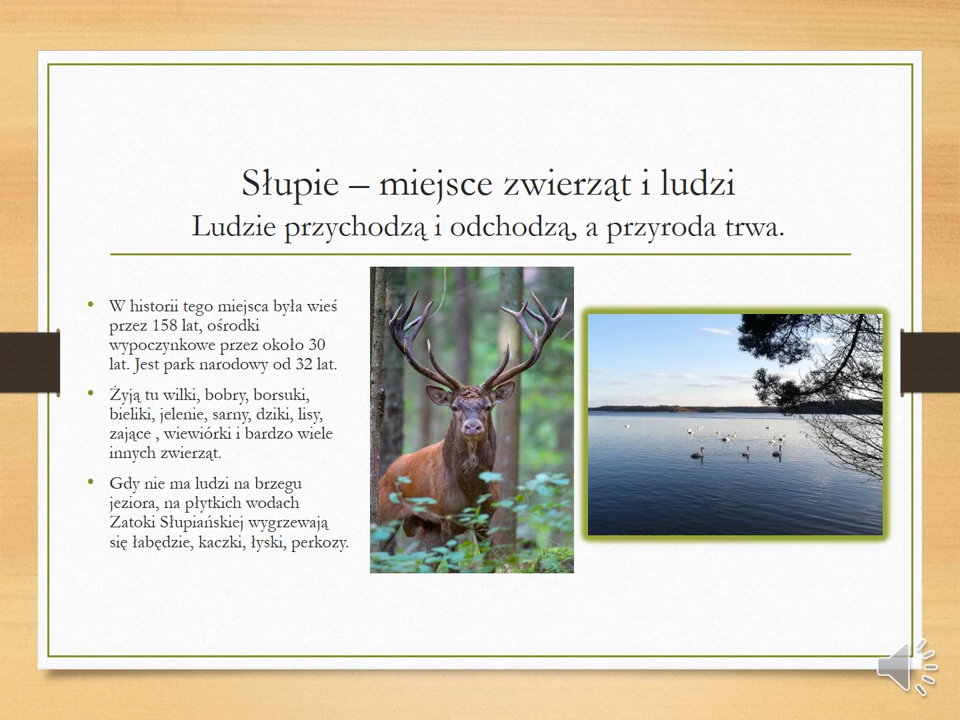 Słupie – miejsce zwierząt i ludzi
Ludzie przychodzą i odchodzą, a przyroda trwa.
• W historii tego miejsca była wieś
przez 158 lat, ośrodki
wypoczynkowe przez około 30
lat. Jest park narodowy od 32 lat.
• Żyją tu wilki, bobry, borsuki,
bieliki, jelenie, sarny, dziki, lisy,
zające , wiewiórki i bardzo wiele
innych zwierząt.
• Gdy nie ma ludzi na brzegu
jeziora, na płytkich wodach
Zatoki Słupiańskiej wygrzewają
się łabędzie, kaczki, łyski, perkozy.